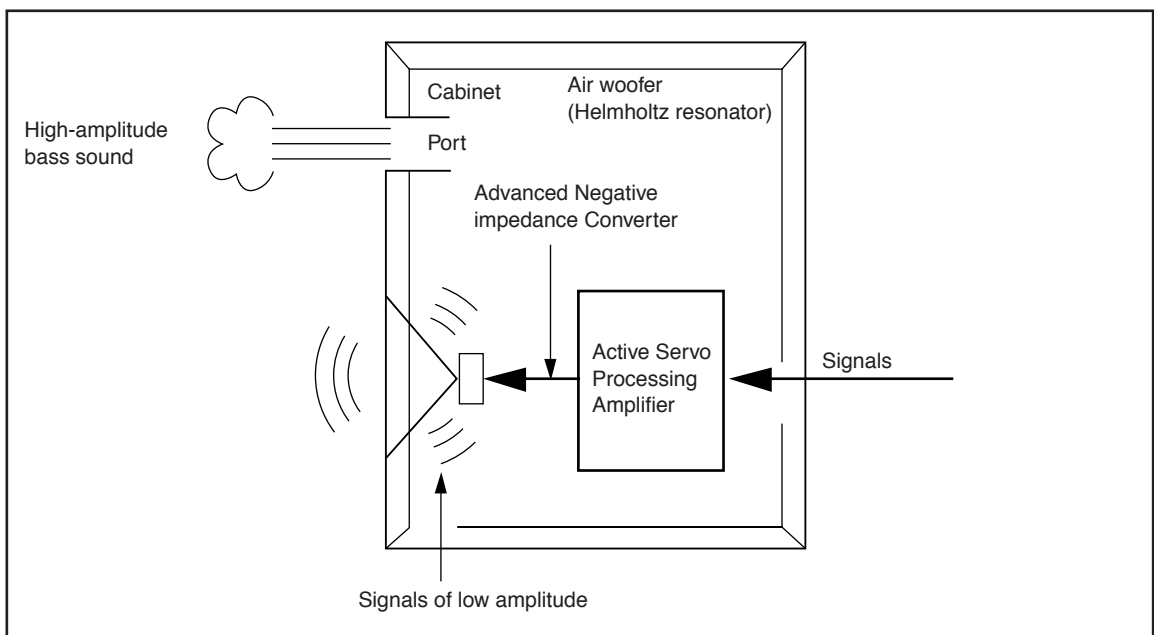 Cabinet
Air woofer
(Helmholtz resonator)
High-amplitude
bass sound
Port
Advanced Negative
impedance Converter
Active Servo
Processing
Amplifier
Signals
Signals of low amplitude